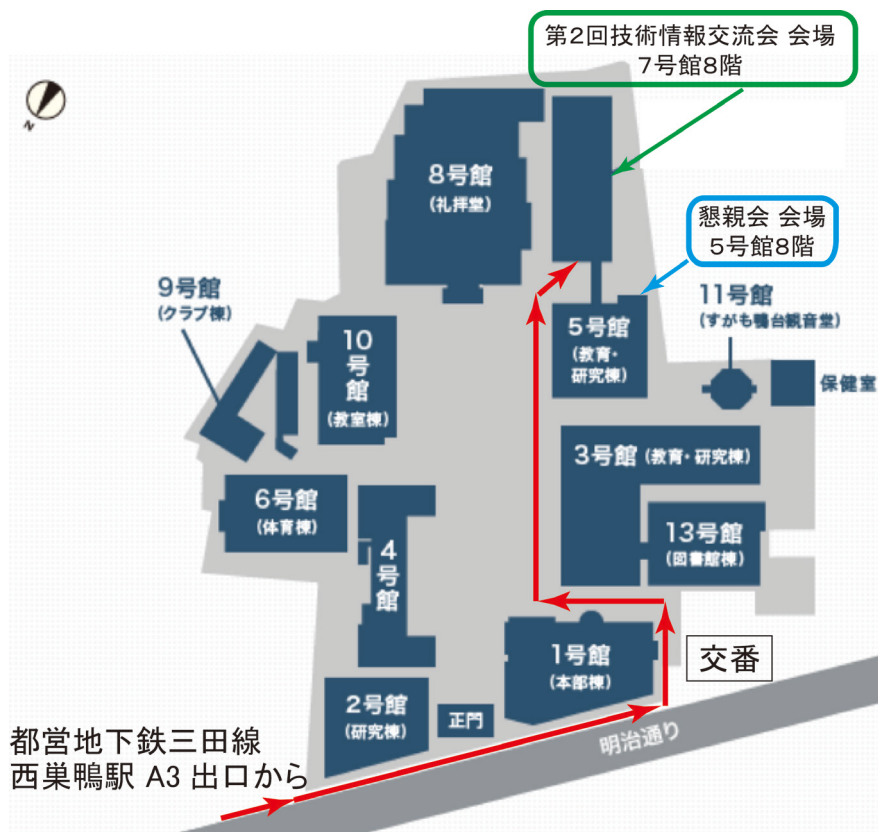 第2回技術情報交流会 会場
7号館8階
N
8号館
(礼拝堂)
懇親会 会場
5号館8階
9号館
(クラブ棟)
11号館
(すがも鴨台観音堂)
10
号
館
(教室棟)
5号館
(教育・
研究棟)
保健室
3号館 (教育・研究棟)
6号館
(体育棟)
4
号
館
13号館
(図書館棟)
1号館
(本部棟)
交番
2号館
(研究棟)
正門
明治通り
都営地下鉄三田線
西巣鴨駅 A3 出口から